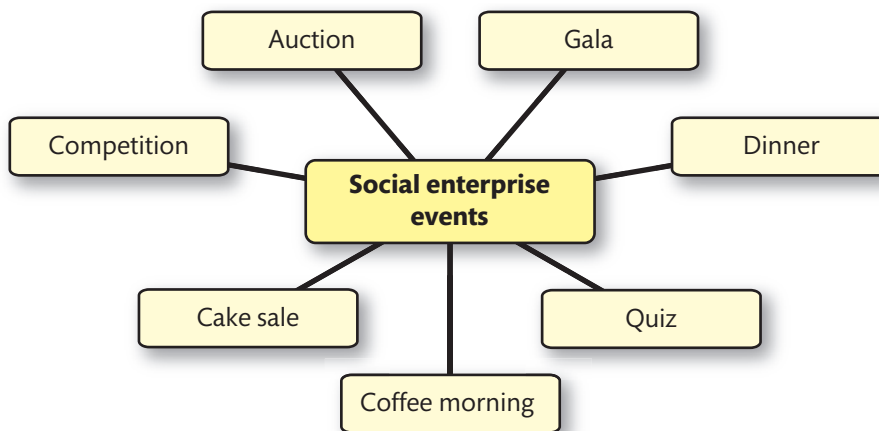 Auction
Gala
Competition
Dinner
Social enterprise
events
Cake sale
Quiz
Coffee morning